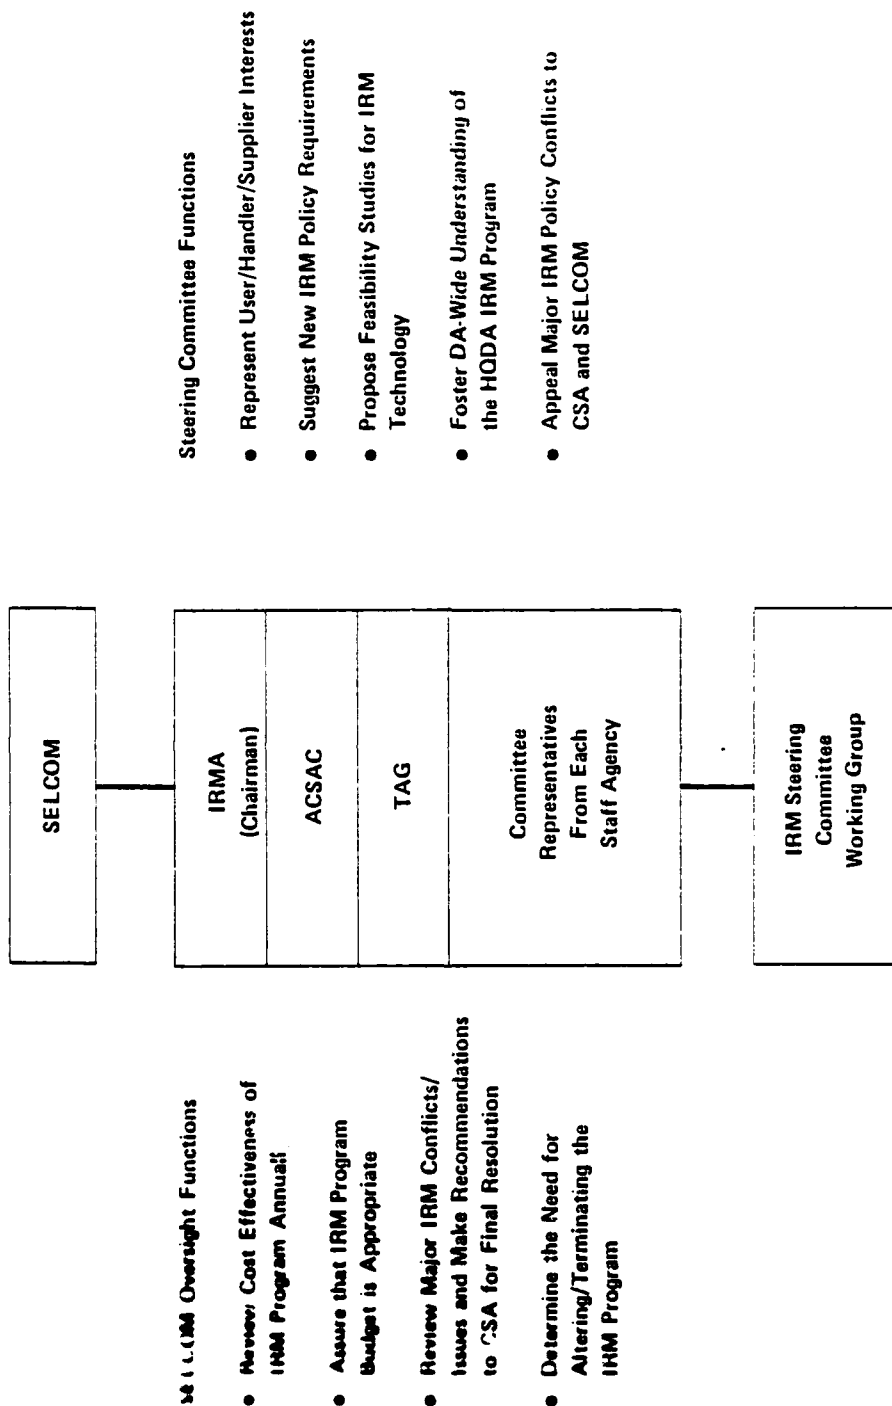 SELCOM Oversight Functions
● Review Cost Effectiveness of
IRM Program Annually
● Assure that IRM Program
Budget is Appropriate
● Review Major IRM Conflicts/
Issues and Make Recommendations
to CSA for Final Resolution
● Determine the Need for
Altering/Terminating the
IRM Program
SELCOM
IRMA
(Chairman)
ACSAC
TAG
Committee
Representatives
From Each
Staff Agency
IRM Steering
Committee
Working Group
Steering Committee Functions
● Represent User/Handler/Supplier Interests
● Suggest New IRM Policy Requirements
● Propose Feasibility Studies for IRM
Technology
● Foster DA-Wide Understanding of
the HQDA IRM Program
● Appeal Major IRM Policy Conflicts to
CSA and SELCOM